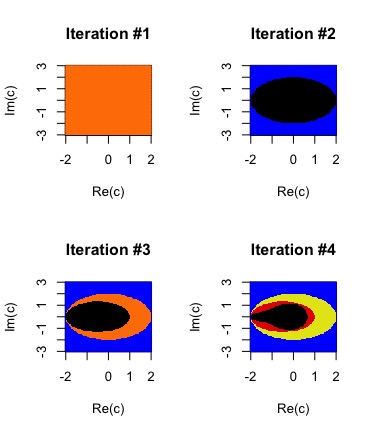 Iteration #1
Im(c)
3
1
-1
-3
-2 0 1 2
Re(c)
Iteration #2
Im(c)
3
1
-1
-3
-2 0 1 2
Re(c)
Iteration #3
Im(c)
3
1
-1
-3
-2 0 1 2
Re(c)
Iteration #4
Im(c)
3
1
-1
-3
-2 0 1 2
Re(c)